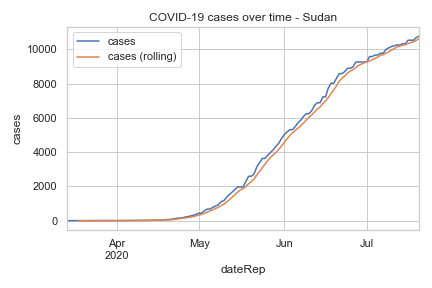 COVID-19 cases over time - Sudan
cases
cases (rolling)
10000
8000
6000
4000
2000
0
cases
Apr
2020
May
Jun
Jul
dateRep